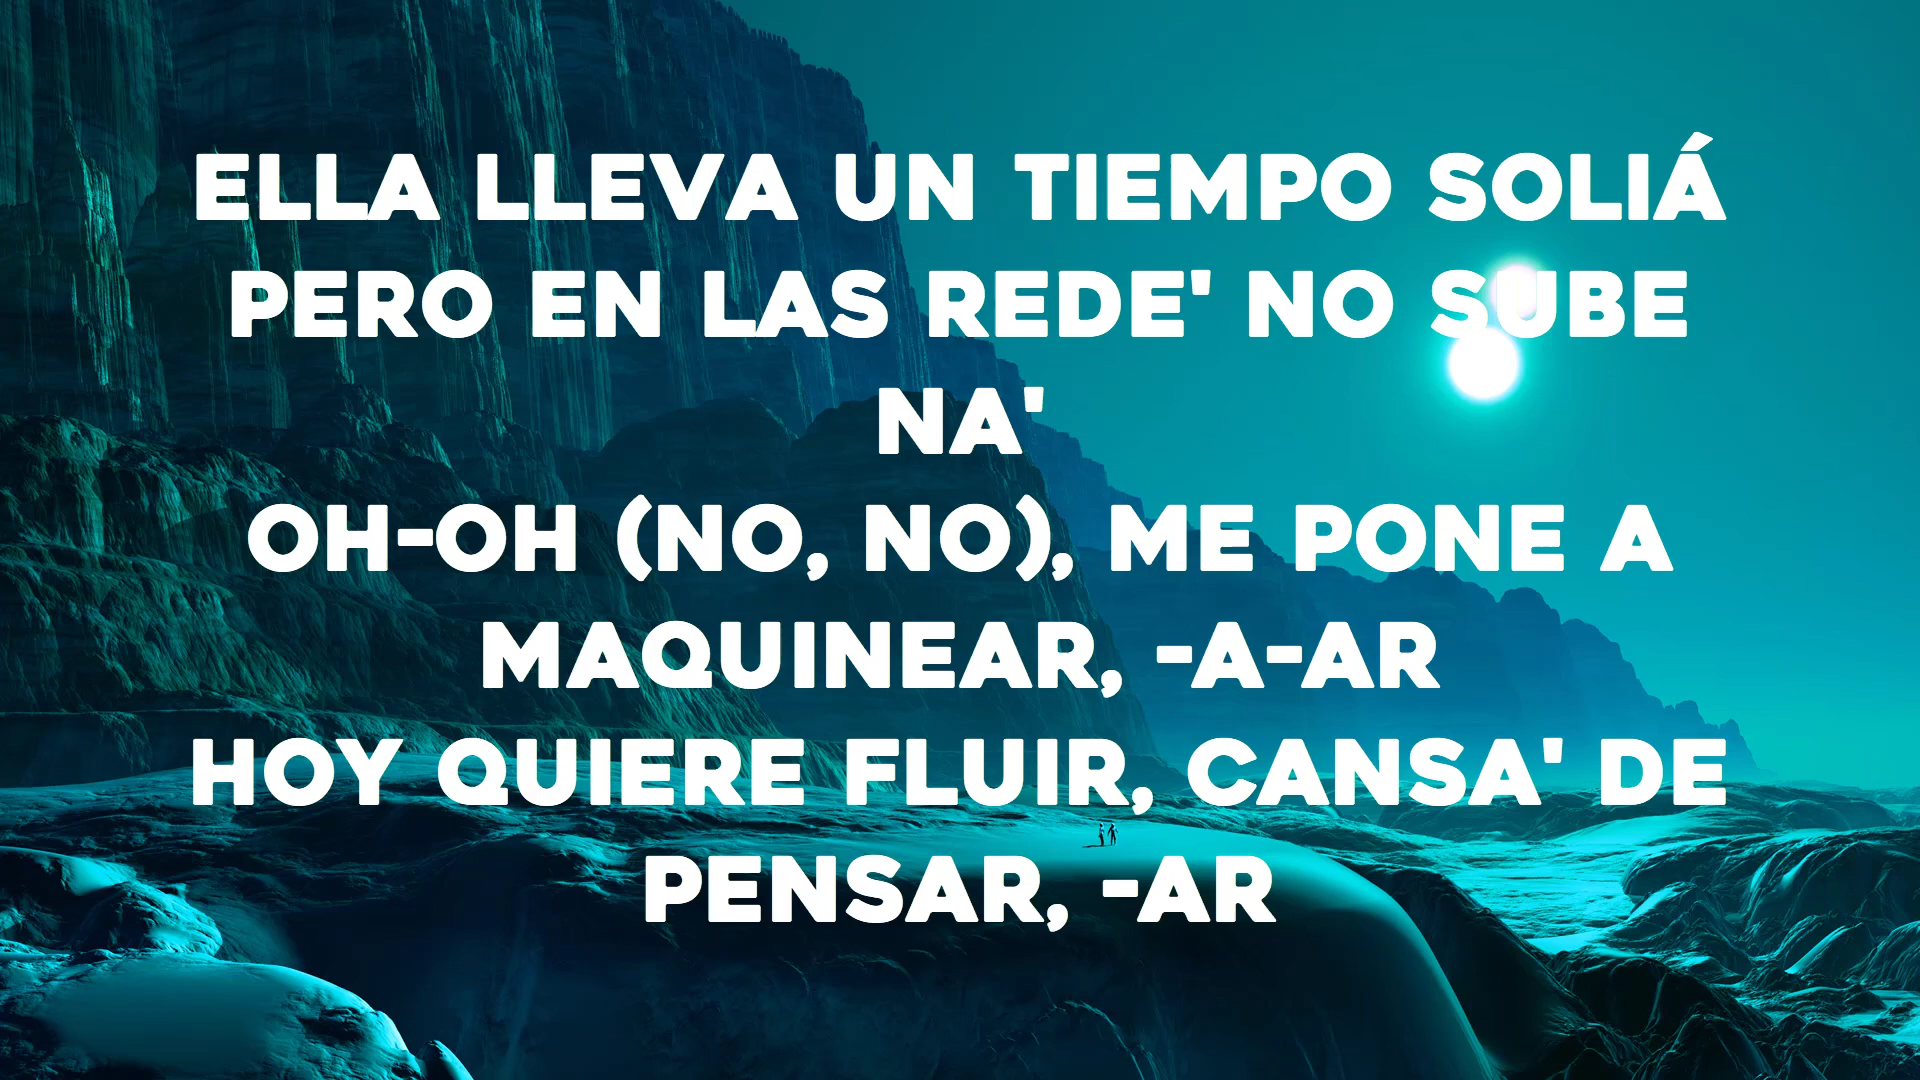 ELLA LLEVA UN TIEMPO SOLIÁ
PERO EN LAS REDE' NO SUBE
NA'
OH-OH (NO, NO), ME PONE A
MAQUINEAR, -A-AR
HOY QUIERE FLUIR, CANSA' DE
PENSAR, -AR